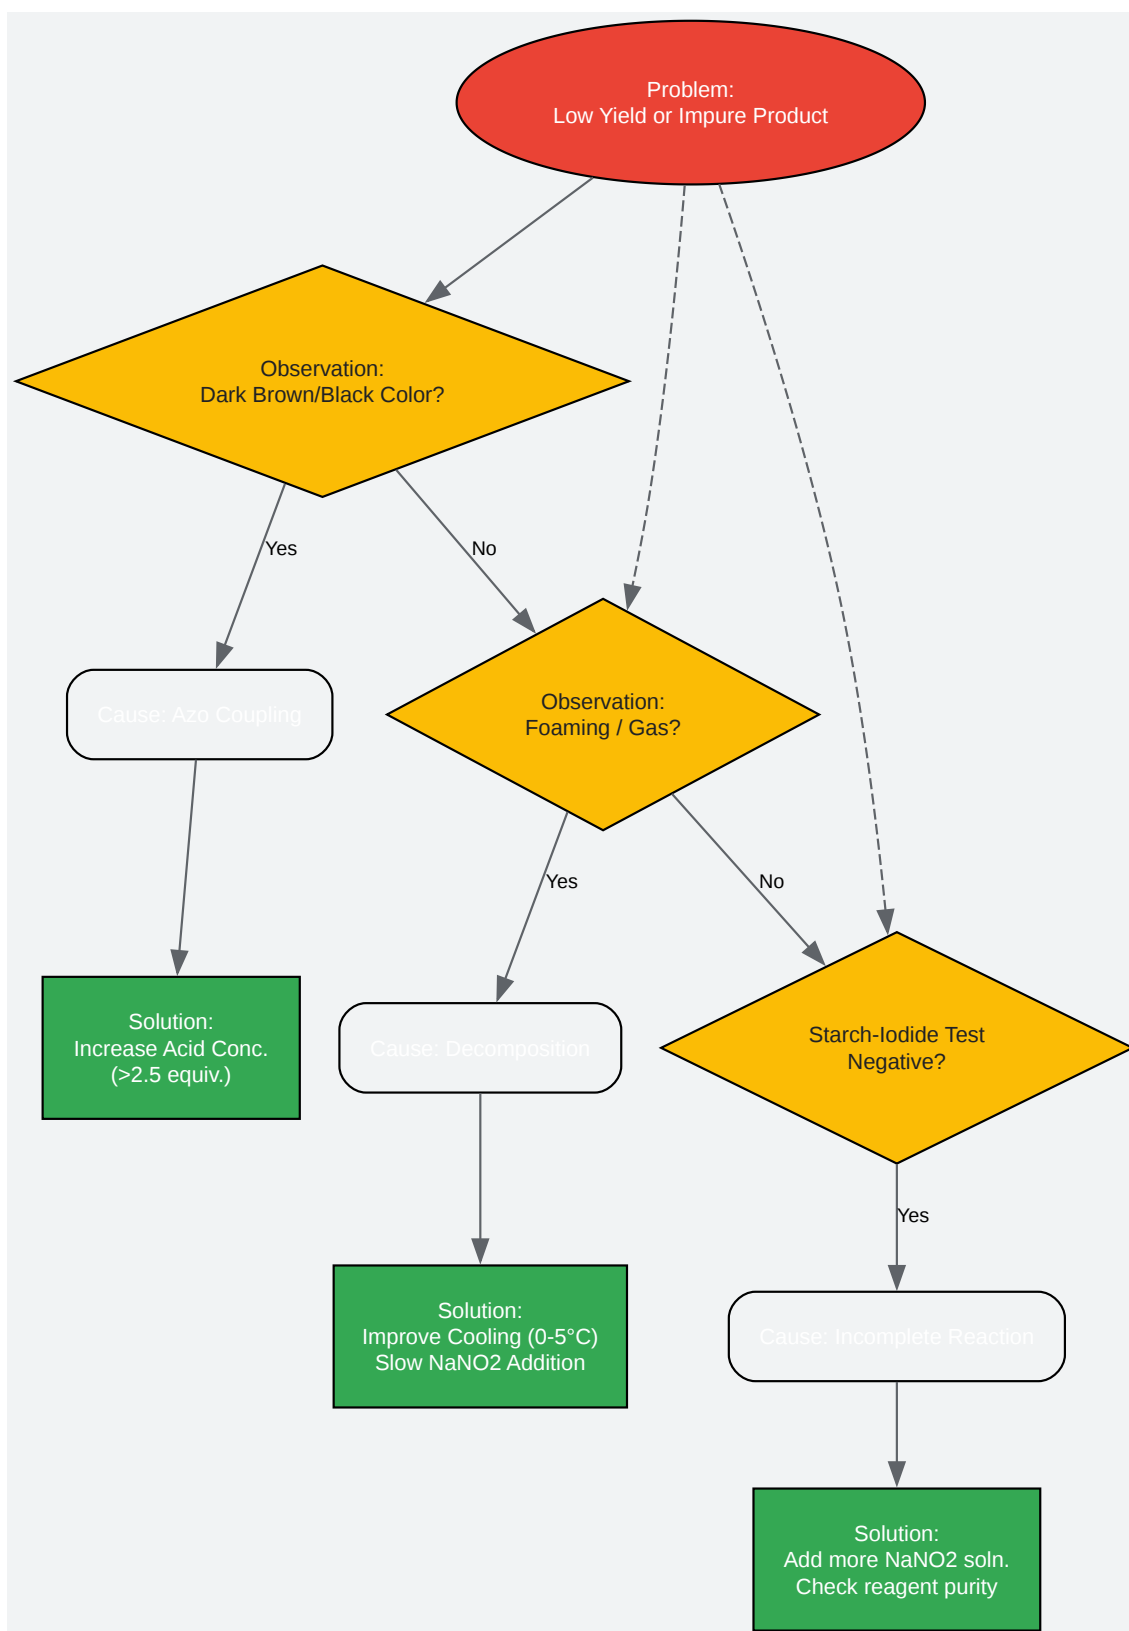 Problem:
Low Yield or Impure Product
Observation:
Dark Brown/Black Color?
Yes
No
Cause: Azo Coupling
Observation:
Foaming / Gas?
Yes
No
Solution:
Increase Acid Conc.
(>2.5 equiv.)
Cause: Decomposition
Starch-Iodide Test
Negative?
Yes
Solution:
Improve Cooling (0-5°C)
Slow NaNO2 Addition
Cause: Incomplete Reaction
Solution:
Add more NaNO2 soln.
Check reagent purity